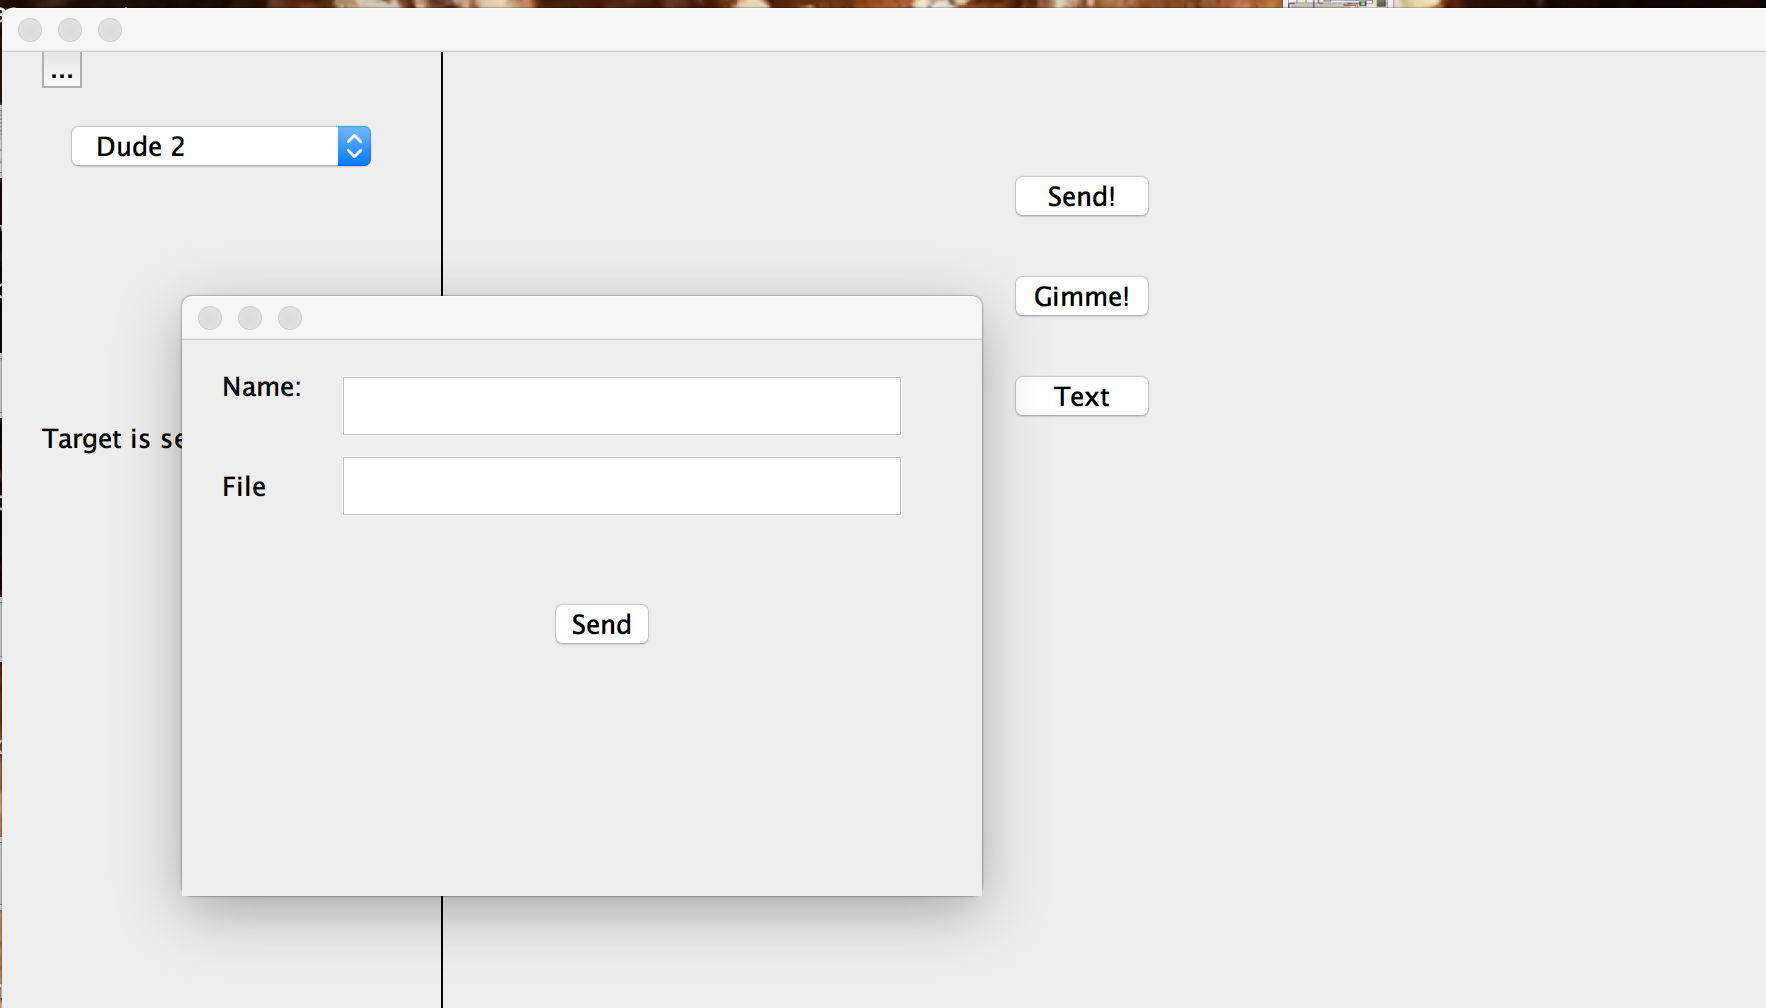 ...
Dude 2
Send!
Gimme!
Text
Target is se
Name:
File
Send